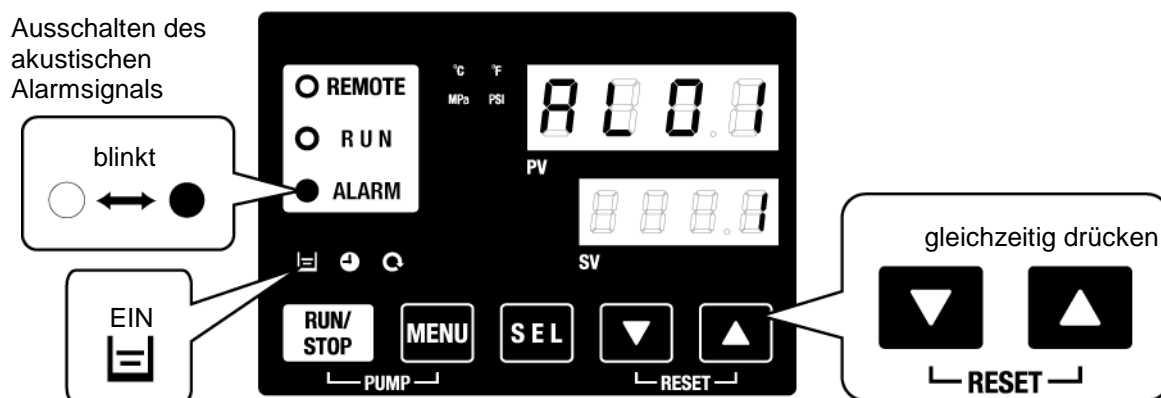 Ausschalten des
akustischen
Alarmsignals
blinkt
EIN
REMOTE
RUN
ALARM
°C °F
MPa PSI
AL01
PV
1
SV
RUN/
STOP
MENU
SEL
PUMP
RESET
gleichzeitig drücken
RESET